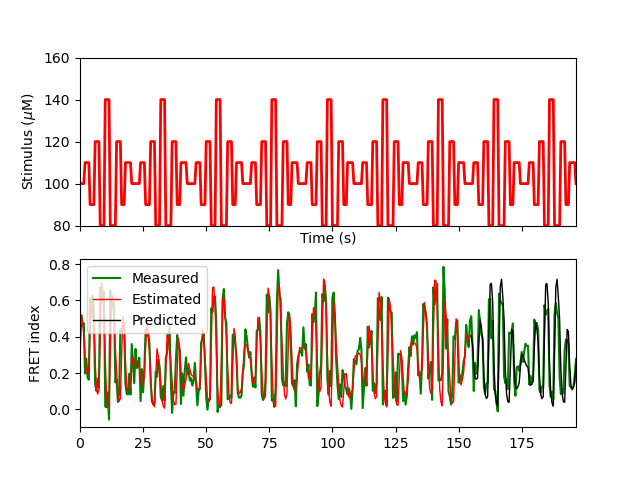 160
140
120
100
80
Stimulus (μM)
Time (s)
0.8
0.6
0.4
0.2
0.0
FRET index
Measured
Estimated
Predicted
0 25 50 75 100 125 150 175